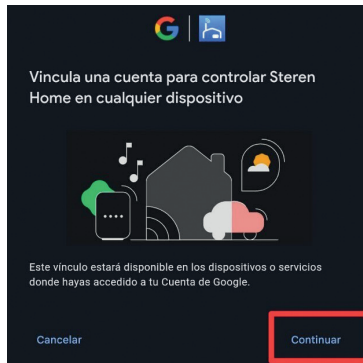 Vincula una cuenta para controlar Steren
Home en cualquier dispositivo
Este vínculo estará disponible en los dispositivos o servicios
donde hayas accedido a tu Cuenta de Google.
Cancelar
Continuar